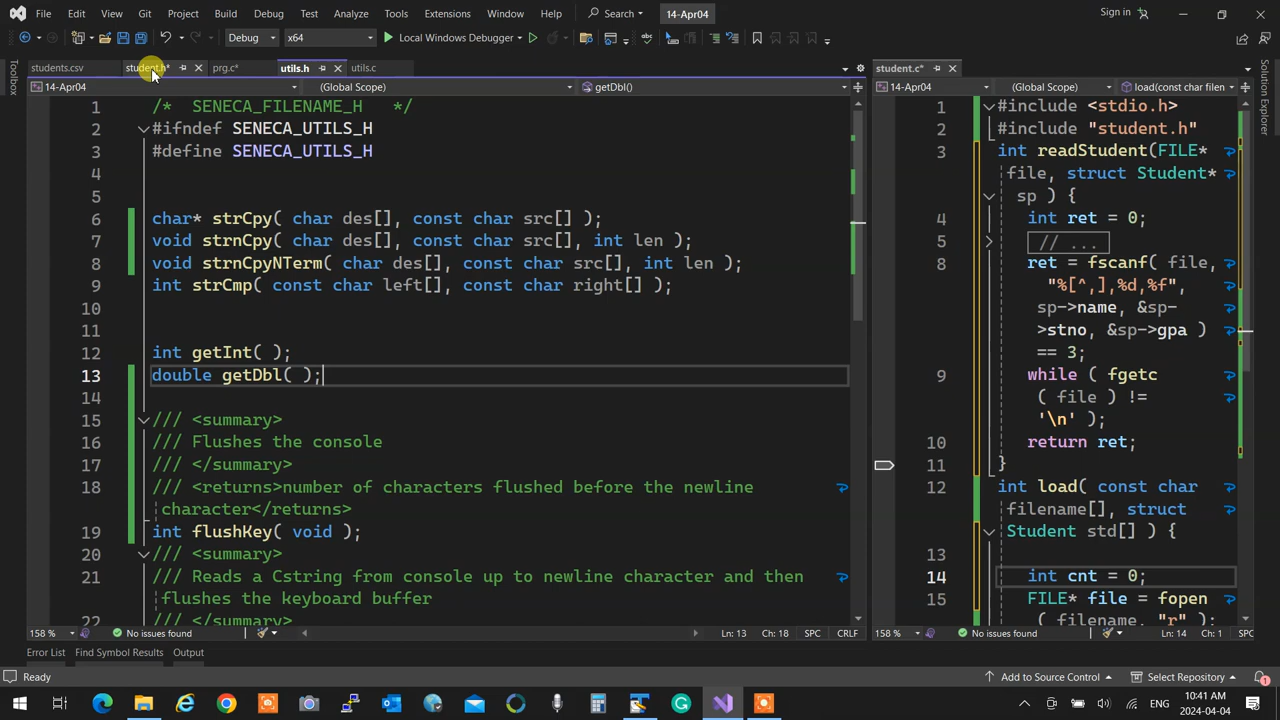 File Edit View Git Project Build Debug Test Analyze Tools Extensions Window Help Search 14-Apr04 Sign in
Debug x64 Local Windows Debugger
students.csv student.h* prg.c* utils.h utils.c student.c*
14-Apr04 (Global Scope) getDbl() 14-Apr04 (Global Scope) load(const char filen
Toolbox
Solution Explorer
1 /* SENECA_FILENAME_H */
2 #ifndef SENECA_UTILS_H
3 #define SENECA_UTILS_H
4
5
6 char* strCpy( char des[], const char src[] );
7 void strnCpy( char des[], const char src[], int len );
8 void strnCpyNTerm( char des[], const char src[], int len );
9 int strCmp( const char left[], const char right[] );
10
11
12 int getInt( );
13 double getDbl( );
14
15 /// <summary>
16 /// Flushes the console
17 /// </summary>
18 /// <returns>number of characters flushed before the newline
character</returns>
19 int flushKey( void );
20 /// <summary>
21 /// Reads a Cstring from console up to newline character and then
flushes the keyboard buffer
22 /// </summary>
1 #include <stdio.h>
2 #include "student.h"
3 int readStudent(FILE*
file, struct Student*
sp ) {
4 int ret = 0;
5 // ...
8 ret = fscanf( file,
"%[^,],%d,%f",
sp->name, &sp-
>stno, &sp->gpa )
== 3;
9 while ( fgetc
( file ) !=
'\n' );
10 return ret;
11 }
12 int load( const char
filename[], struct
Student std[] ) {
13
14 int cnt = 0;
15 FILE* file = fopen
( filename, "r" );
158 % No issues found Ln: 13 Ch: 18 SPC CRLF
158 % No issues found Ln: 14 Ch: 1 SPC
Error List Find Symbol Results Output
Ready Add to Source Control Select Repository 1
ENG 10:41 AM
2024-04-04